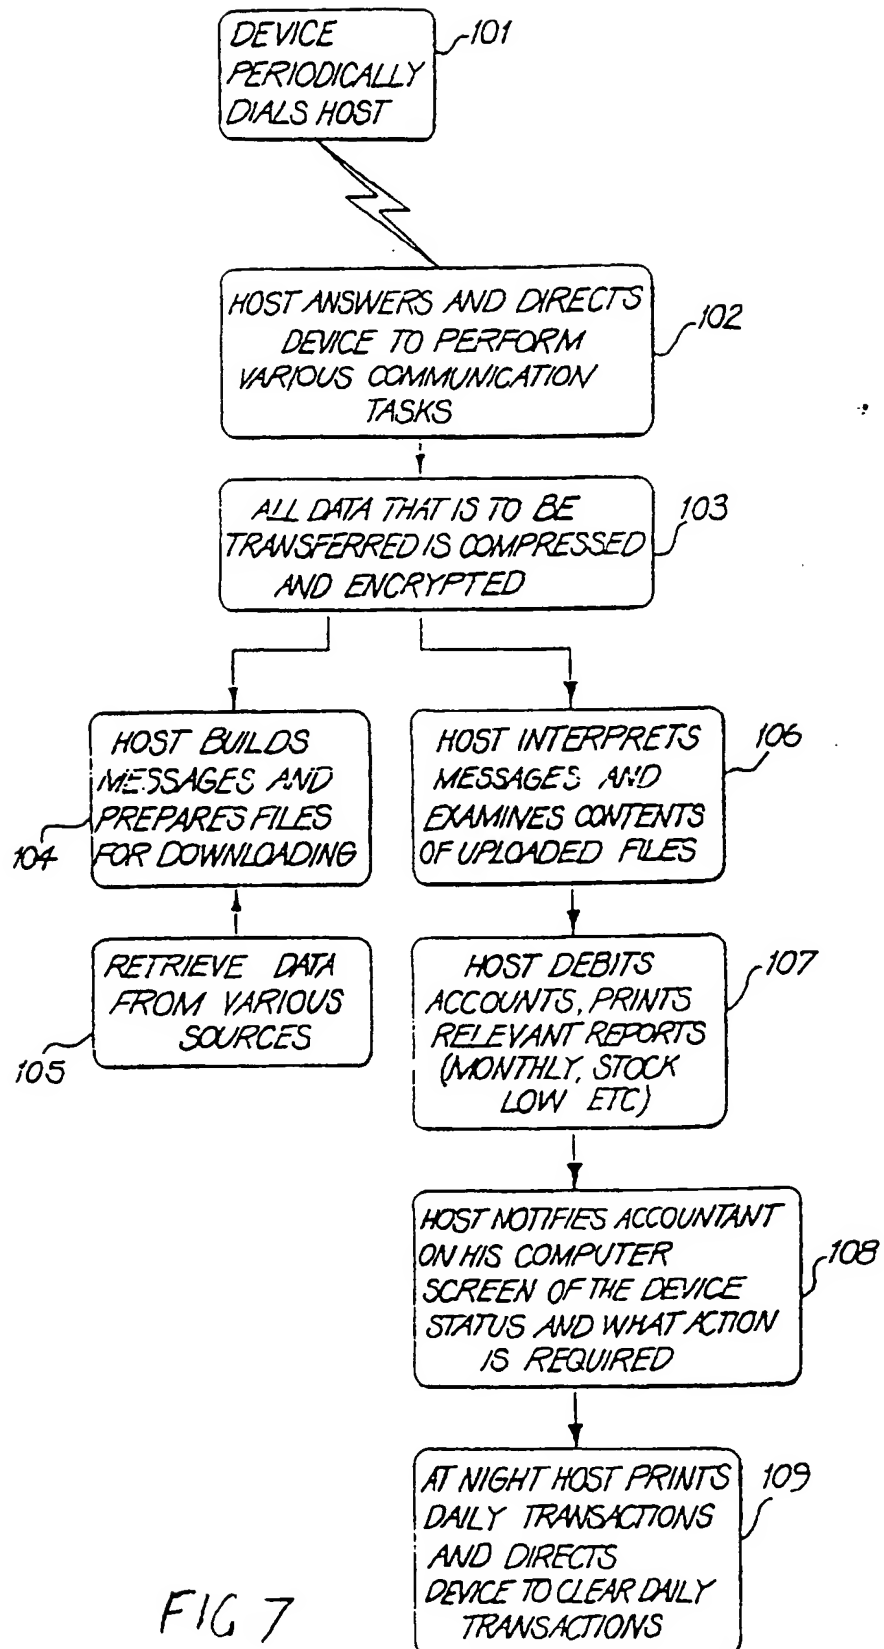 DEVICE
PERIODICALLY
DIALS HOST
101
HOST ANSWERS AND DIRECTS
DEVICE TO PERFORM
VARIOUS COMMUNICATION
TASKS
102
ALL DATA THAT IS TO BE
TRANSFERRED IS COMPRESSED
AND ENCRYPTED
103
HOST BUILDS
MESSAGES AND
PREPARES FILES
FOR DOWNLOADING
104
HOST INTERPRETS
MESSAGES AND
EXAMINES CONTENTS
OF UPLOADED FILES
106
RETRIEVE DATA
FROM VARIOUS
SOURCES
105
HOST DEBITS
ACCOUNTS, PRINTS
RELEVANT REPORTS
(MONTHLY, STOCK
LOW ETC)
107
HOST NOTIFIES ACCOUNTANT
ON HIS COMPUTER
SCREEN OF THE DEVICE
STATUS AND WHAT ACTION
IS REQUIRED
108
AT NIGHT HOST PRINTS
DAILY TRANSACTIONS
AND DIRECTS
DEVICE TO CLEAR DAILY
TRANSACTIONS
109
FIG 7